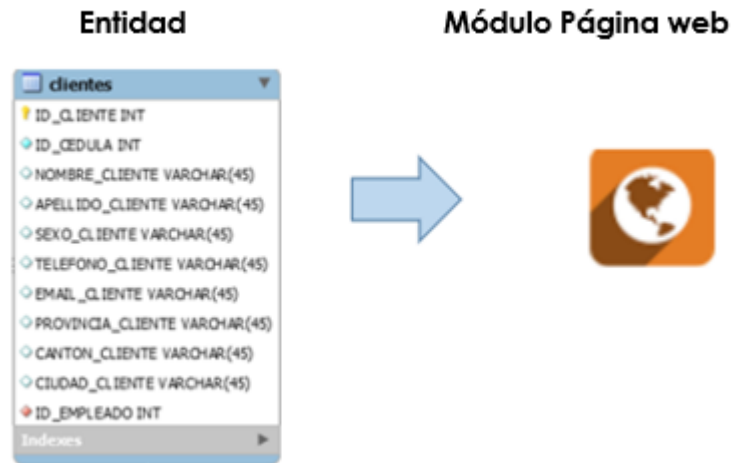 Entidad
Módulo Página web
clientes
ID_CLIENTE INT
ID_CEDULA INT
NOMBRE_CLIENTE VARCHAR(45)
APELLIDO_CLIENTE VARCHAR(45)
SEXO_CLIENTE VARCHAR(45)
TELEFONO_CLIENTE VARCHAR(45)
EMAIL_CLIENTE VARCHAR(45)
PROVINCIA_CLIENTE VARCHAR(45)
CANTON_CLIENTE VARCHAR(45)
CIUDAD_CLIENTE VARCHAR(45)
ID_EMPLEADO INT
Indexes